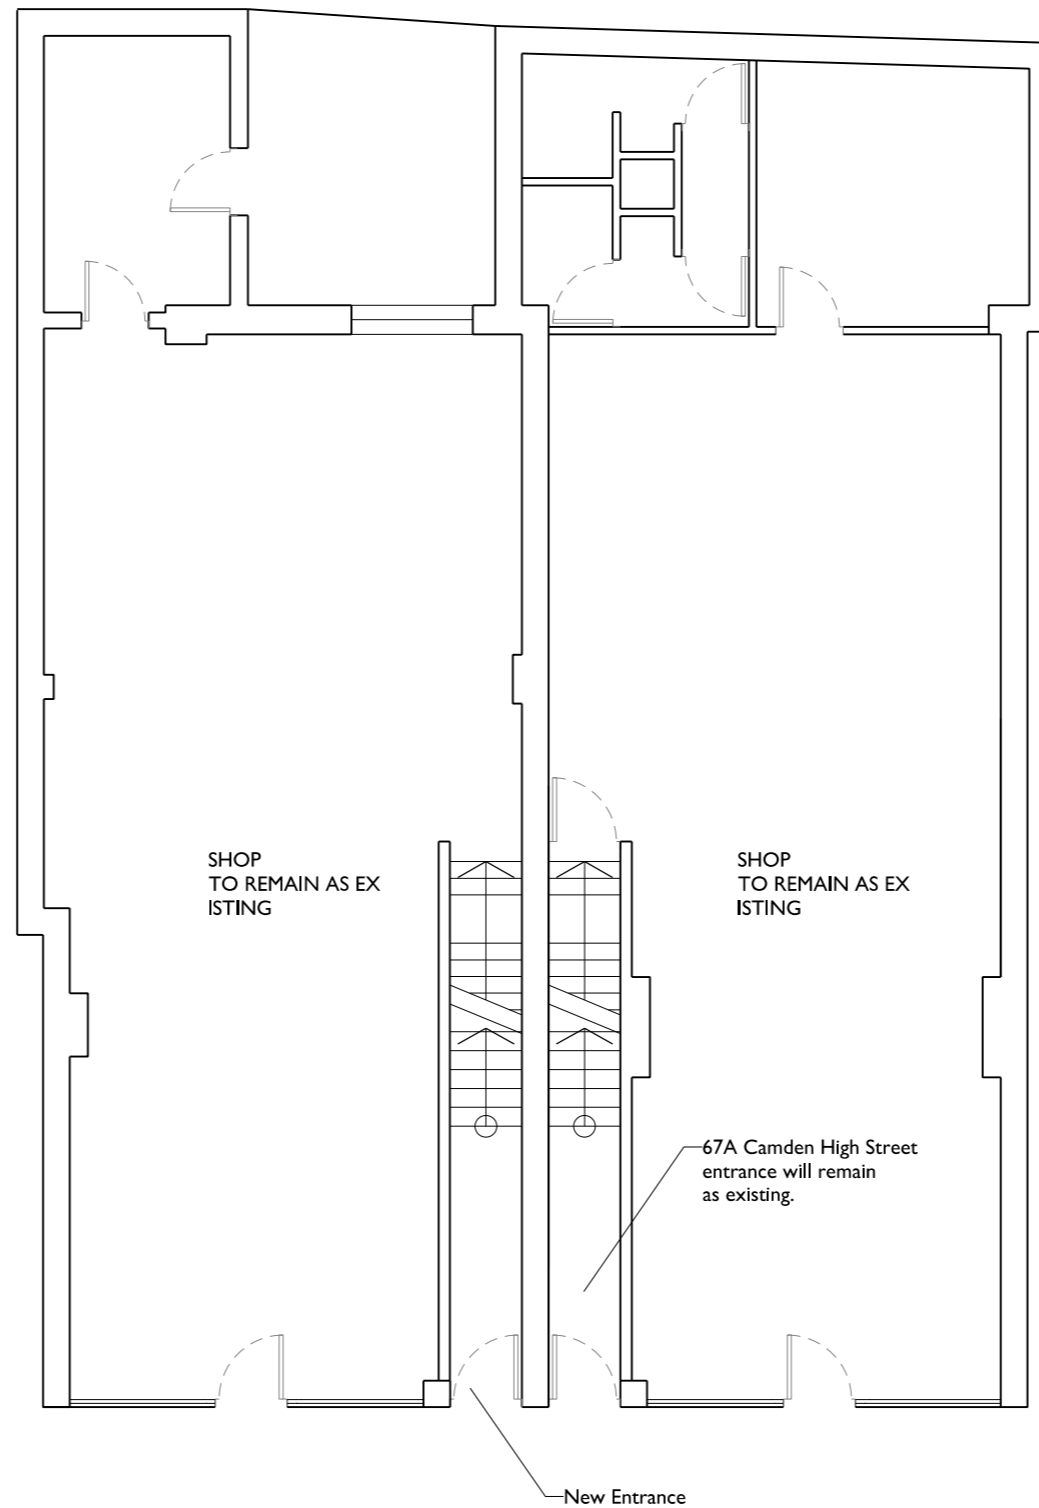 SHOP
TO REMAIN AS EX
ISTING
SHOP
TO REMAIN AS EX
ISTING
67A Camden High Street
entrance will remain
as existing.
New Entrance